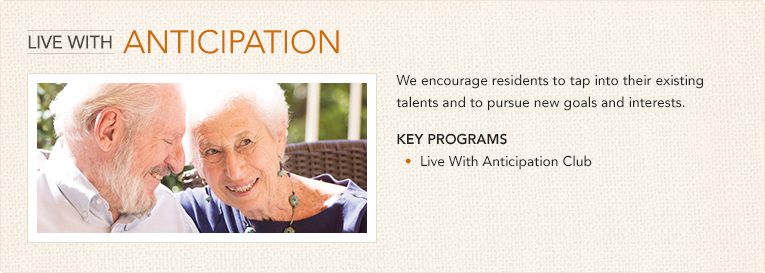 LIVE WITH ANTICIPATION
We encourage residents to tap into their existing
talents and to pursue new goals and interests.
KEY PROGRAMS
• Live With Anticipation Club